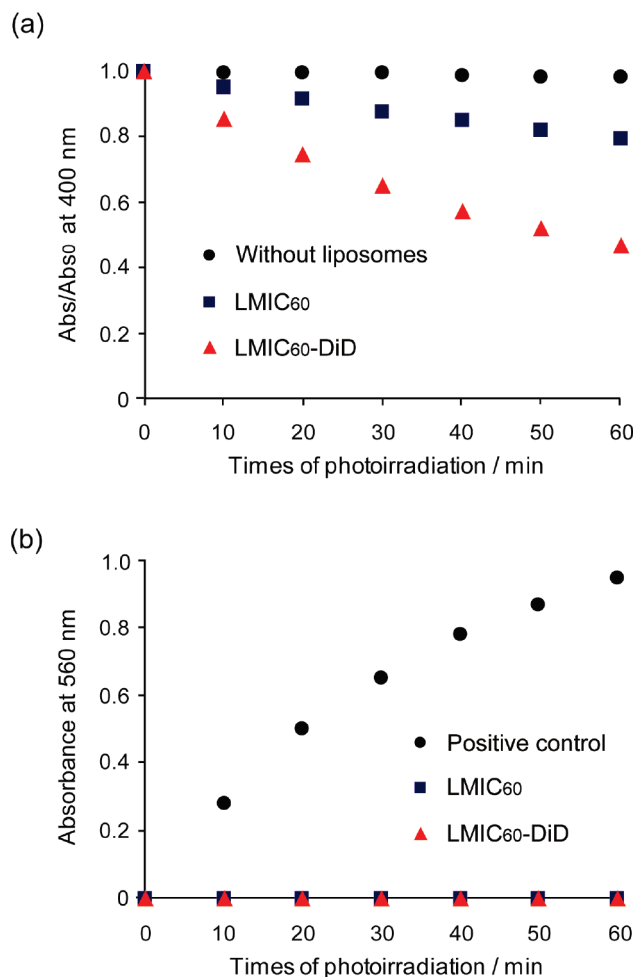 (a)
Abs/Abs₀ at 400 nm
1.0
0.8
0.6
0.4
0.2
0
Without liposomes
LMIC₆₀
LMIC₆₀-DiD
0 10 20 30 40 50 60
Times of photoirradiation / min
(b)
Absorbance at 560 nm
1.0
0.8
0.6
0.4
0.2
0
Positive control
LMIC₆₀
LMIC₆₀-DiD
0 10 20 30 40 50 60
Times of photoirradiation / min